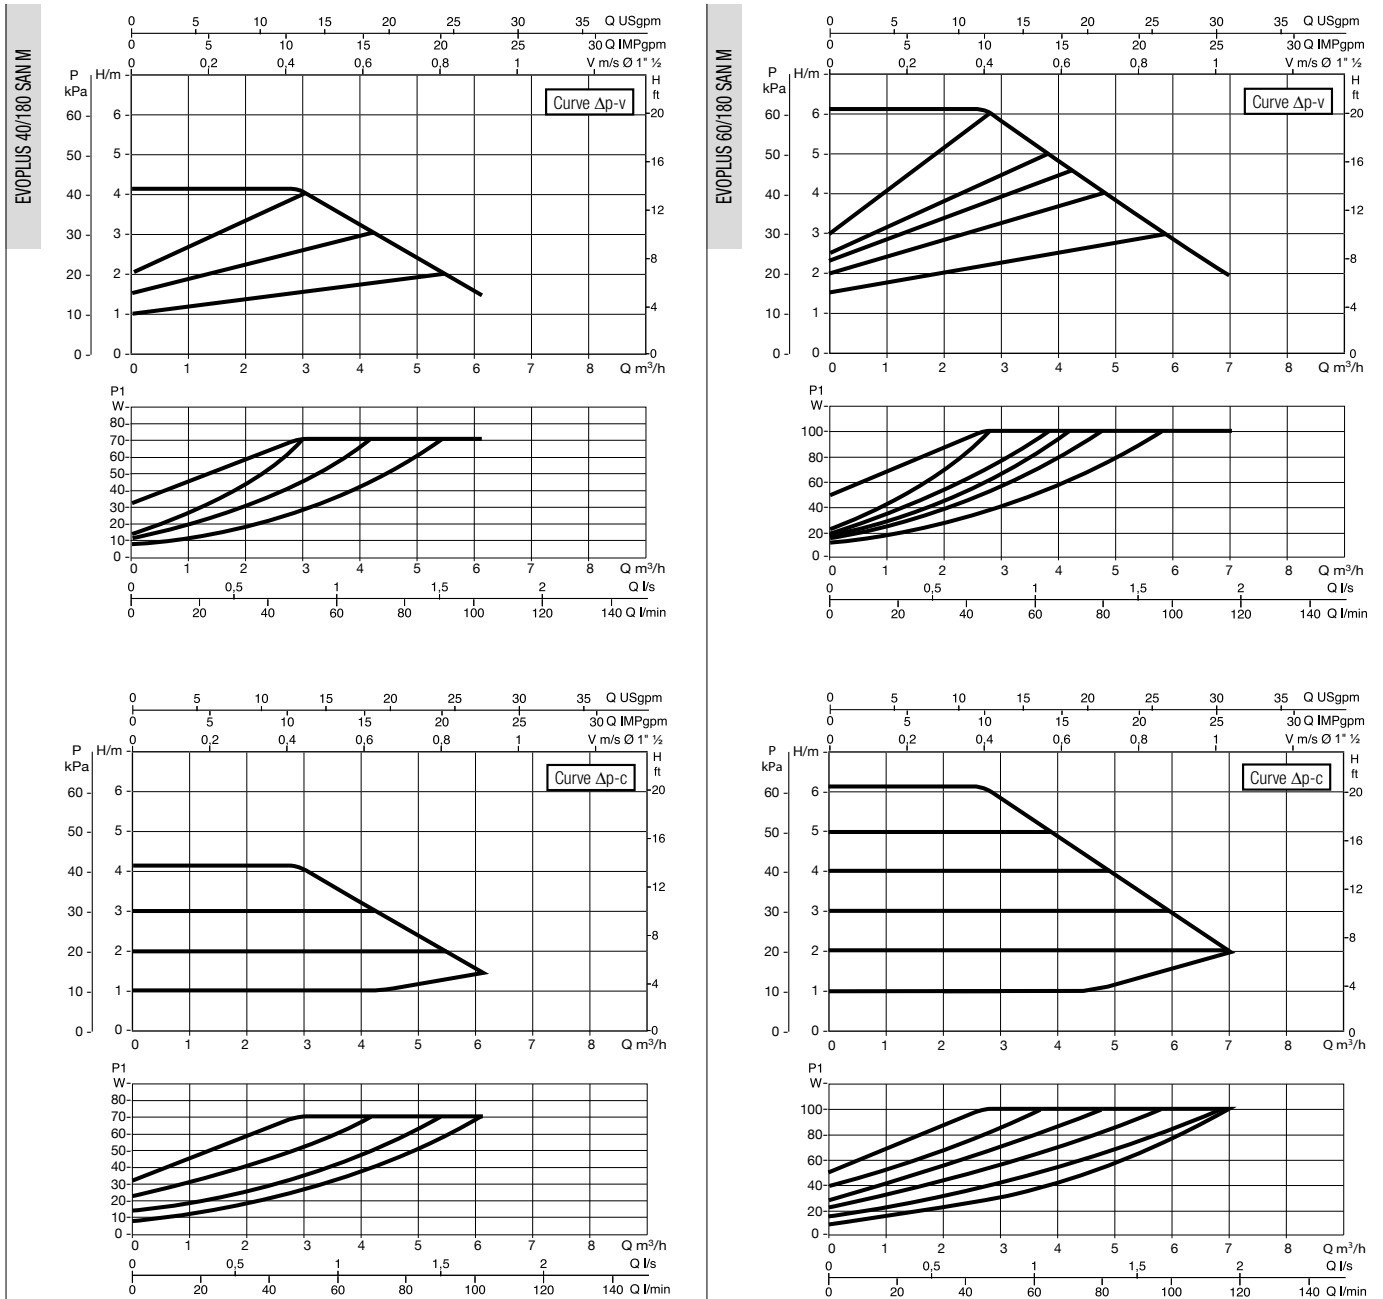 EVOPLUS 40/180 SAN M
0 5 10 15 20 25 30 35 Q USgpm
0 5 10 15 20 25 30 Q IMPgpm
0 0,2 0,4 0,6 0,8 1 V m/s Ø 1" ½
P kPa H/m H ft
Curve Δp-v
60 6 20
50 5 16
40 4 12
30 3
20 2 8
10 1 4
0 0 0
0 1 2 3 4 5 6 7 8 Q m³/h
P1
W
80
70
60
50
40
30
20
10
0
0 1 2 3 4 5 6 7 8 Q m³/h
0 0,5 1 1,5 2 Q l/s
0 20 40 60 80 100 120 140 Q l/min
0 5 10 15 20 25 30 35 Q USgpm
0 5 10 15 20 25 30 Q IMPgpm
0 0,2 0,4 0,6 0,8 1 V m/s Ø 1" ½
P kPa H/m H ft
Curve Δp-c
60 6 20
50 5 16
40 4 12
30 3
20 2 8
10 1 4
0 0 0
0 1 2 3 4 5 6 7 8 Q m³/h
P1
W
80
70
60
50
40
30
20
10
0
0 1 2 3 4 5 6 7 8 Q m³/h
0 0,5 1 1,5 2 Q l/s
0 20 40 60 80 100 120 140 Q l/min
EVOPLUS 60/180 SAN M
0 5 10 15 20 25 30 35 Q USgpm
0 5 10 15 20 25 30 Q IMPgpm
0 0,2 0,4 0,6 0,8 1 V m/s Ø 1" ½
P kPa H/m H ft
Curve Δp-v
60 6 20
50 5 16
40 4 12
30 3
20 2 8
10 1 4
0 0 0
0 1 2 3 4 5 6 7 8 Q m³/h
P1
W
100
80
60
40
20
0
0 1 2 3 4 5 6 7 8 Q m³/h
0 0,5 1 1,5 2 Q l/s
0 20 40 60 80 100 120 140 Q l/min
0 5 10 15 20 25 30 35 Q USgpm
0 5 10 15 20 25 30 Q IMPgpm
0 0,2 0,4 0,6 0,8 1 V m/s Ø 1" ½
P kPa H/m H ft
Curve Δp-c
60 6 20
50 5 16
40 4 12
30 3
20 2 8
10 1 4
0 0 0
0 1 2 3 4 5 6 7 8 Q m³/h
P1
W
100
80
60
40
20
0
0 1 2 3 4 5 6 7 8 Q m³/h
0 0,5 1 1,5 2 Q l/s
0 20 40 60 80 100 120 140 Q l/min